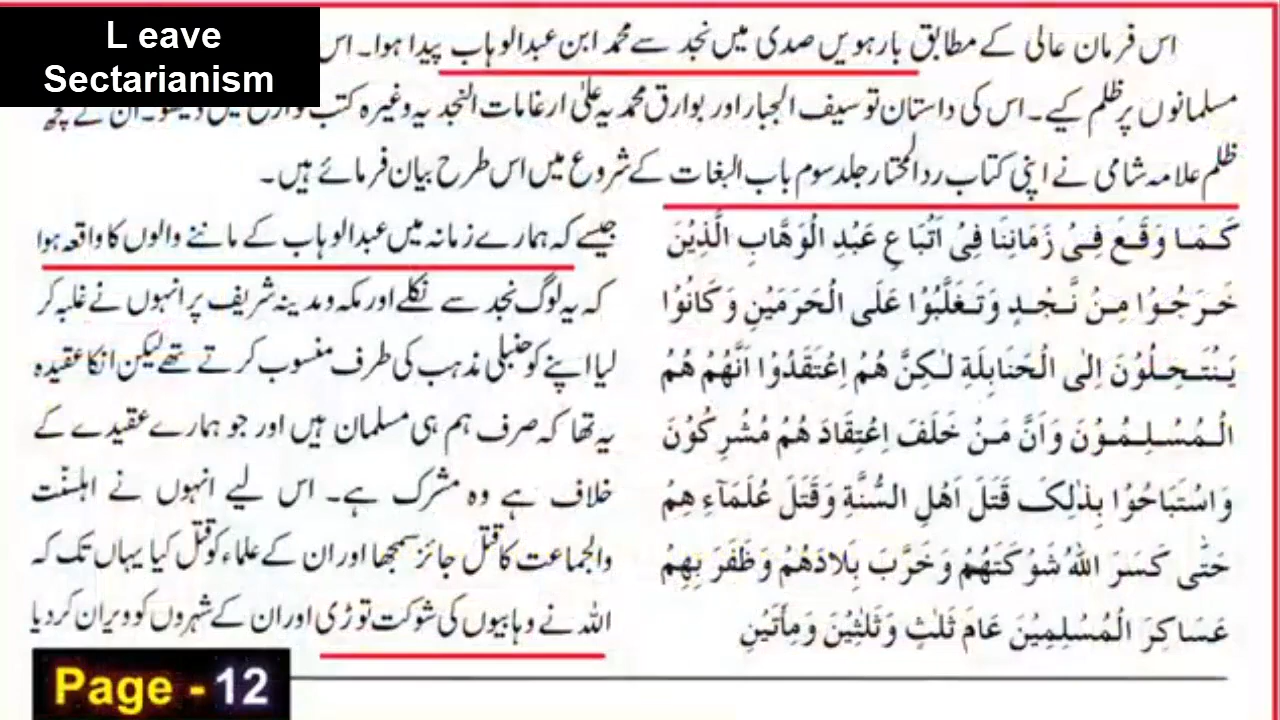 L eave
Sectarianism
اس فرمان عالی کے مطابق بارہویں صدی میں نجد سے محمد ابن عبدالوہاب پیدا ہوا۔ اس
مسلمانوں پر ظلم کیے۔ اس کی داستان تو سیف الجبار اور بوارق محمدیہ علیٰ ارغامات النجدیہ وغیرہ کتب
ظلم علامہ شامی نے اپنی کتاب ردالمختار جلد سوم باب البغات کے شروع میں اس طرح بیان فرمائے ہیں۔
كَمَا وَقَعَ فِىْ زَمَانِنَا فِىْ اَتْبَاعِ عَبْدِ الْوَهَّابِ الَّذِيْنَ
خَرَجُوْا مِنْ نَّجْدٍ وَتَغَلَّبُوْا عَلَى الْحَرَمَيْنِ وَكَانُوْا
يَنْتَحِلُوْنَ اِلَى الْحَنَابِلَةِ لٰكِنَّ هُمْ اِعْتَقَدُوْا اَنَّهُمْ هُمْ
الْمُسْلِمُوْنَ وَاَنَّ مَنْ خَلَفَ اِعْتِقَادَ هُمْ مُشْرِكُوْنَ
وَاسْتَبَاحُوْا بِذٰلِكَ قَتْلَ اَهْلِ السُّنَّةِ وَقَتْلَ عُلَمَآءِ هِمْ
حَتّٰى كَسَرَ اللّٰهُ شَوْكَتَهُمْ وَخَرَّبَ بِلَادَهُمْ وَظَفَرَ بِهِمْ
عَسَاكِرَ الْمُسْلِمِيْنَ عَامَ ثَلٰثٍ وَثَلٰثِيْنَ وَمِأَتَيْنِ
جیسے کہ ہمارے زمانہ میں عبدالوہاب کے ماننے والوں کا واقعہ ہوا
کہ یہ لوگ نجد سے نکلے اور مکہ ومدینہ شریف پر انہوں نے غلبہ کر
لیا اپنے کو حنبلی مذہب کی طرف منسوب کرتے تھے لیکن انکا عقیدہ
یہ تھا کہ صرف ہم ہی مسلمان ہیں اور جو ہمارے عقیدے کے
خلاف ہے وہ مشرک ہے۔ اس لیے انہوں نے اہلسنّت
والجماعت کا قتل جائز سمجھا اور ان کے علماء کو قتل کیا یہاں تک کہ
اللہ نے وہابیوں کی شوکت توڑی اور ان کے شہروں کو ویران کر دیا
Page - 12